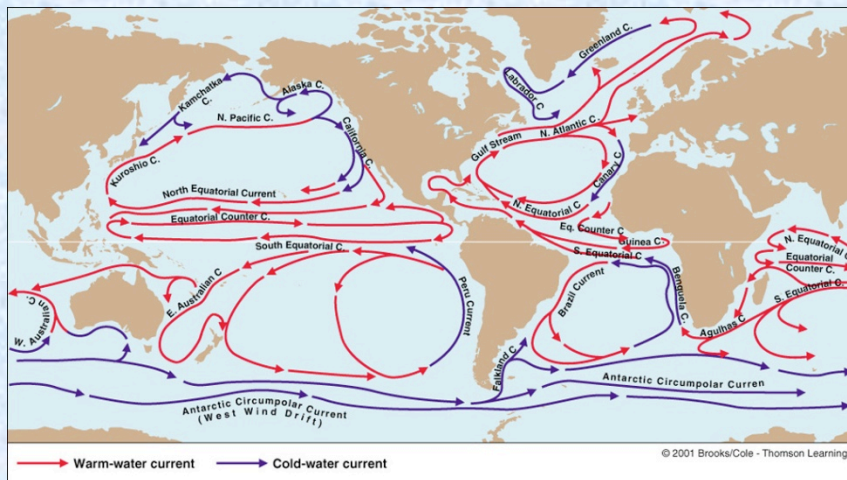 Greenland C.
Labrador C.
Kamchatka
C.
Alaska C.
N. Pacific C.
California C.
Kuroshio C.
Gulf Stream
N. Atlantic C.
Canary C.
North Equatorial Current
Equatorial Counter C.
South Equatorial C.
N. Equatorial C.
Eq. Counter C
Guinea C.
S. Equatorial C
N. Equatorial C
Equatorial
Counter C.
S. Equatorial C.
E. Australian C
W. Australian C.
Peru Current
Brazil Current
Benguela C.
Agulhas C
Falkland C.
Antarctic Circumpolar Current
(West Wind Drift)
Antarctic Circumpolar Curren
© 2001 Brooks/Cole - Thomson Learning
Warm-water current
Cold-water current